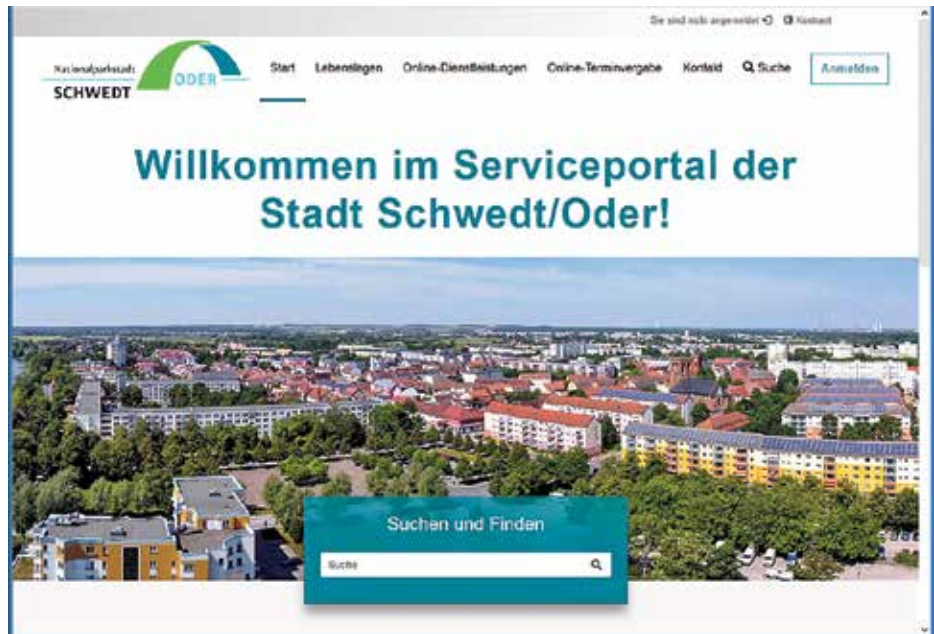 Sie sind nicht angemeldet Kontrast
Nationalparkstadt
SCHWEDT
ODER
Start Lebenslagen Online-Dienstleistungen Online-Terminvergabe Kontakt Suche Anmelden
Willkommen im Serviceportal der
Stadt Schwedt/Oder!
Suchen und Finden
Suche